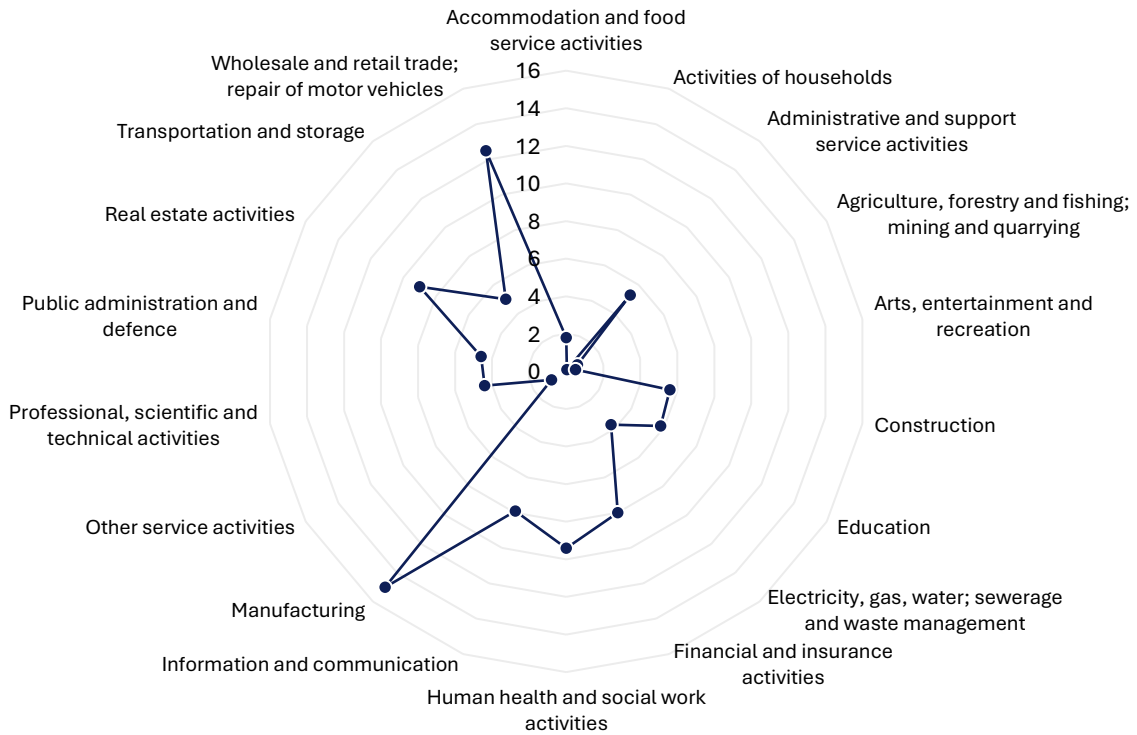 Accommodation and food
service activities
Activities of households
Administrative and support
service activities
Agriculture, forestry and fishing;
mining and quarrying
Arts, entertainment and
recreation
Construction
Education
Electricity, gas, water; sewerage
and waste management
Financial and insurance
activities
Human health and social work
activities
Information and communication
Manufacturing
Other service activities
Professional, scientific and
technical activities
Public administration and
defence
Real estate activities
Transportation and storage
Wholesale and retail trade;
repair of motor vehicles
16
14
12
10
8
6
4
2
0